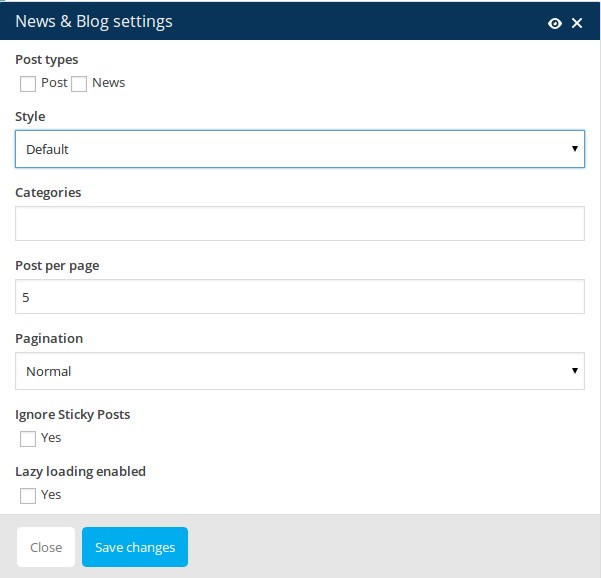 News & Blog settings
Post types
Post News
Style
Default
Categories
Post per page
5
Pagination
Normal
Ignore Sticky Posts
Yes
Lazy loading enabled
Yes
Close Save changes